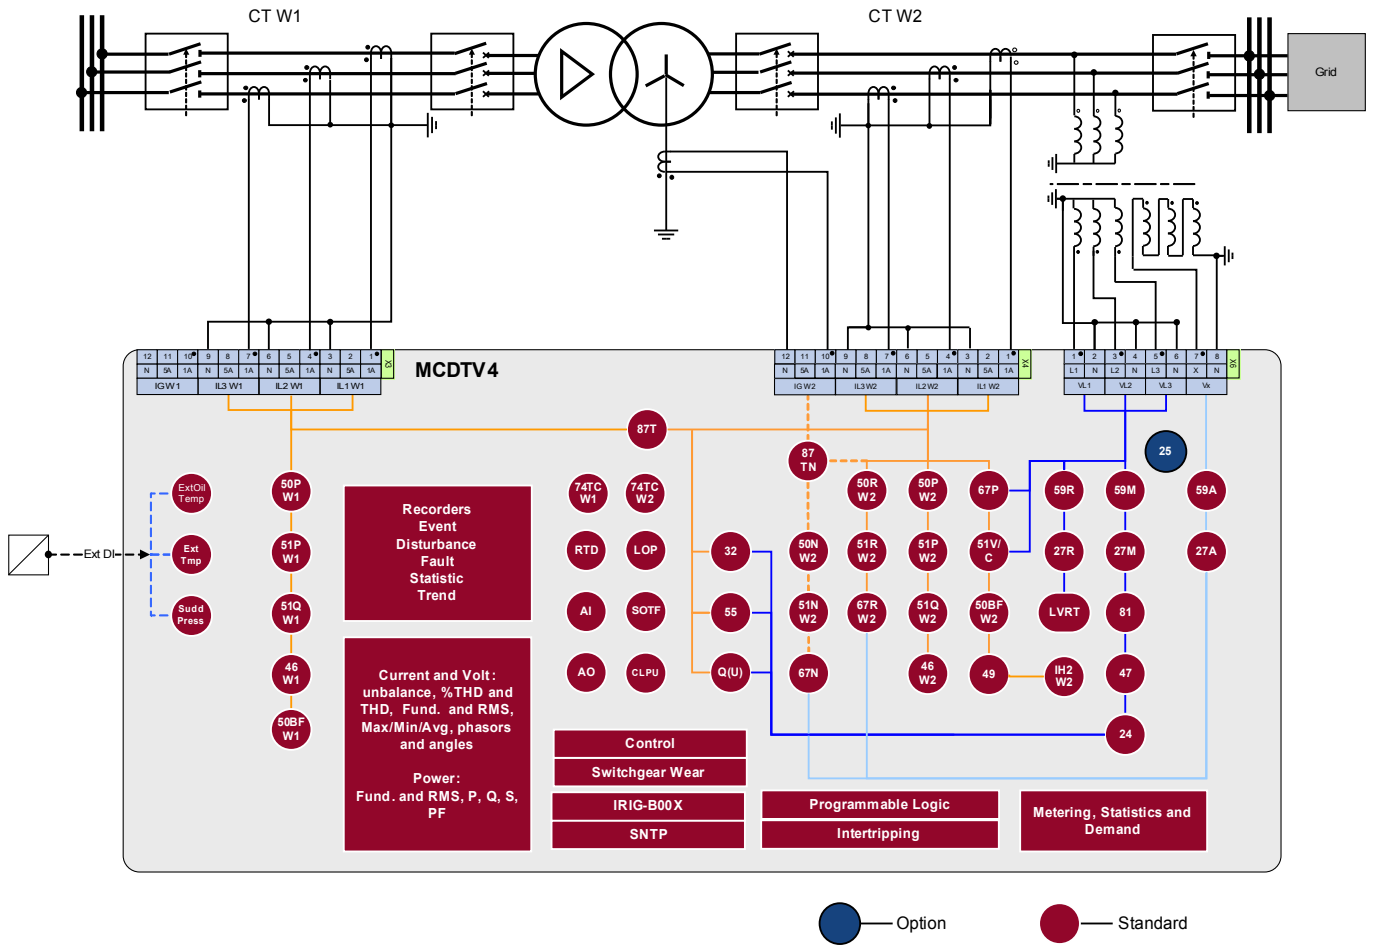 CT W1
CT W2
Grid
12 11 10 9 8 7 6 5 4 3 2 1
N 5A 1A N 5A 1A N 5A 1A N 5A 1A
X3
IG W1 IL3 W1 IL2 W1 IL1 W1
MCDTV4
12 11 10 9 8 7 6 5 4 3 2 1
N 5A 1A N 5A 1A N 5A 1A N 5A 1A
X4
IG W2 IL3 W2 IL2 W2 IL1 W2
1 2 3 4 5 6 7 8
L1 N L2 N L3 N X N
X6
VL1 VL2 VL3 Vx
87T
87
TN
25
ExtOil
Temp
50P
W1
74TC
W1
74TC
W2
50R
W2
50P
W2
67P
59R
59M
59A
Ext DI
Ext
Tmp
51P
W1
RTD
LOP
32
50N
W2
51R
W2
51P
W2
51V/
C
27R
27M
27A
Sudd
Press
51Q
W1
AI
SOTF
55
51N
W2
67R
W2
51Q
W2
50BF
W2
LVRT
81
46
W1
AO
CLPU
Q(U)
67N
46
W2
49
IH2
W2
47
50BF
W1
24
Recorders
Event
Disturbance
Fault
Statistic
Trend
Current and Volt:
unbalance, %THD and
THD, Fund. and RMS,
Max/Min/Avg, phasors
and angles
Power:
Fund. and RMS, P, Q, S,
PF
Control
Switchgear Wear
IRIG-B00X
SNTP
Programmable Logic
Intertripping
Metering, Statistics and
Demand
Option
Standard